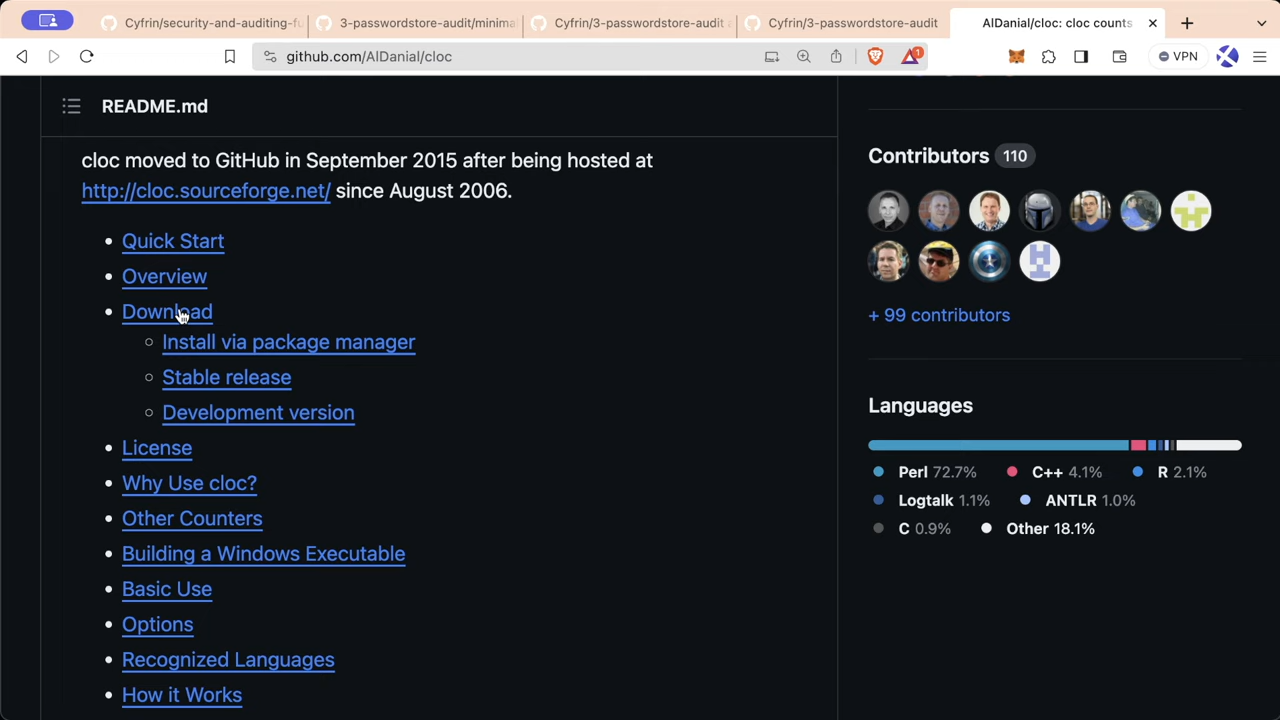 Cyfrin/security-and-auditing-fu
3-passwordstore-audit/minima
Cyfrin/3-passwordstore-audit
Cyfrin/3-passwordstore-audit
AlDanial/cloc: cloc counts
github.com/AlDanial/cloc
1
VPN
README.md
cloc moved to GitHub in September 2015 after being hosted at
http://cloc.sourceforge.net/ since August 2006.
Quick Start
Overview
Download
Install via package manager
Stable release
Development version
License
Why Use cloc?
Other Counters
Building a Windows Executable
Basic Use
Options
Recognized Languages
How it Works
Contributors 110
+ 99 contributors
Languages
Perl 72.7% C++ 4.1% R 2.1%
Logtalk 1.1% ANTLR 1.0%
C 0.9% Other 18.1%